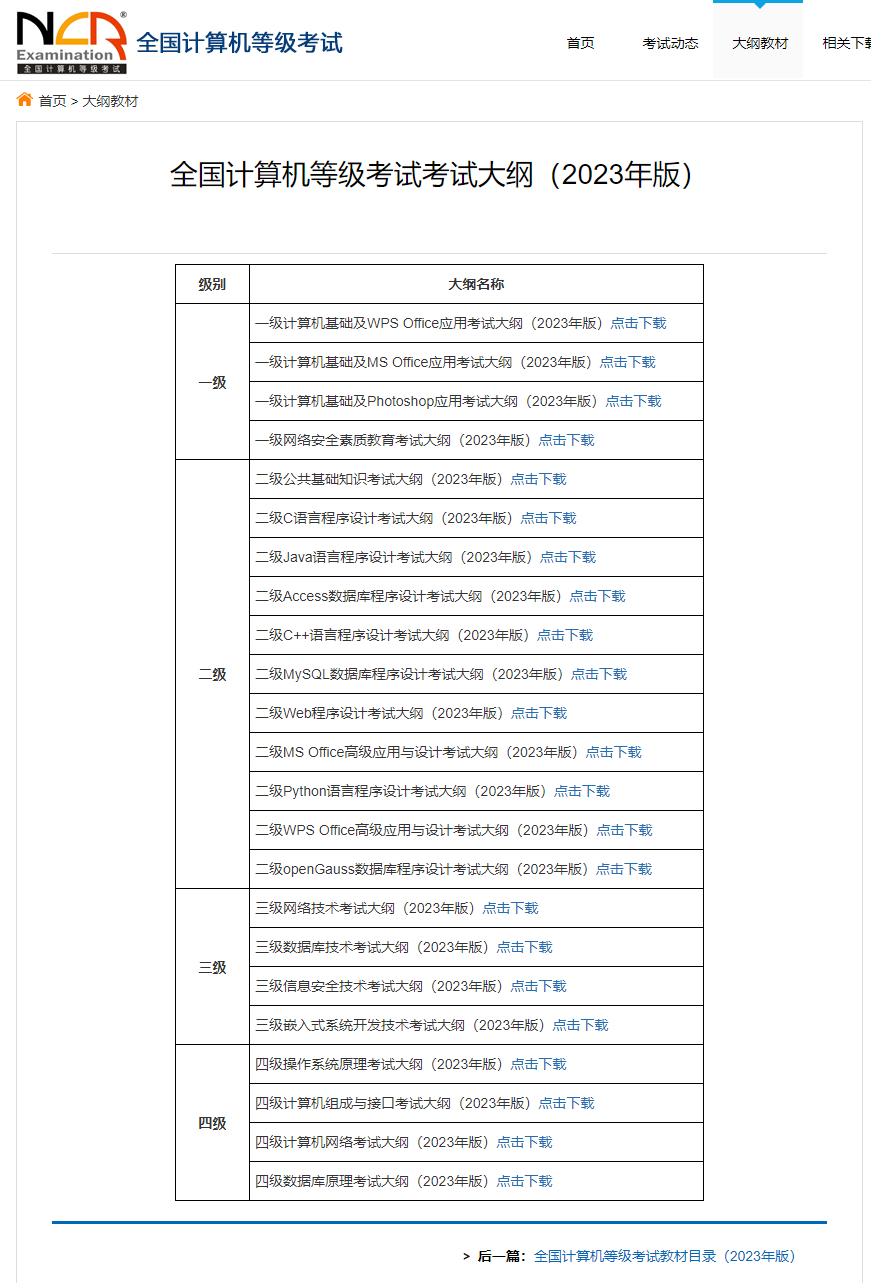 NCR®
Examination
全国计算机等级考试
全国计算机等级考试
首页
考试动态
大纲教材
相关下载
首页 > 大纲教材
全国计算机等级考试考试大纲（2023年版）
级别
大纲名称
一级
一级计算机基础及WPS Office应用考试大纲（2023年版）点击下载
一级计算机基础及MS Office应用考试大纲（2023年版）点击下载
一级计算机基础及Photoshop应用考试大纲（2023年版）点击下载
一级网络安全素质教育考试大纲（2023年版）点击下载
二级
二级公共基础知识考试大纲（2023年版）点击下载
二级C语言程序设计考试大纲（2023年版）点击下载
二级Java语言程序设计考试大纲（2023年版）点击下载
二级Access数据库程序设计考试大纲（2023年版）点击下载
二级C++语言程序设计考试大纲（2023年版）点击下载
二级MySQL数据库程序设计考试大纲（2023年版）点击下载
二级Web程序设计考试大纲（2023年版）点击下载
二级MS Office高级应用与设计考试大纲（2023年版）点击下载
二级Python语言程序设计考试大纲（2023年版）点击下载
二级WPS Office高级应用与设计考试大纲（2023年版）点击下载
二级openGauss数据库程序设计考试大纲（2023年版）点击下载
三级
三级网络技术考试大纲（2023年版）点击下载
三级数据库技术考试大纲（2023年版）点击下载
三级信息安全技术考试大纲（2023年版）点击下载
三级嵌入式系统开发技术考试大纲（2023年版）点击下载
四级
四级操作系统原理考试大纲（2023年版）点击下载
四级计算机组成与接口考试大纲（2023年版）点击下载
四级计算机网络考试大纲（2023年版）点击下载
四级数据库原理考试大纲（2023年版）点击下载
> 后一篇：全国计算机等级考试教材目录（2023年版）